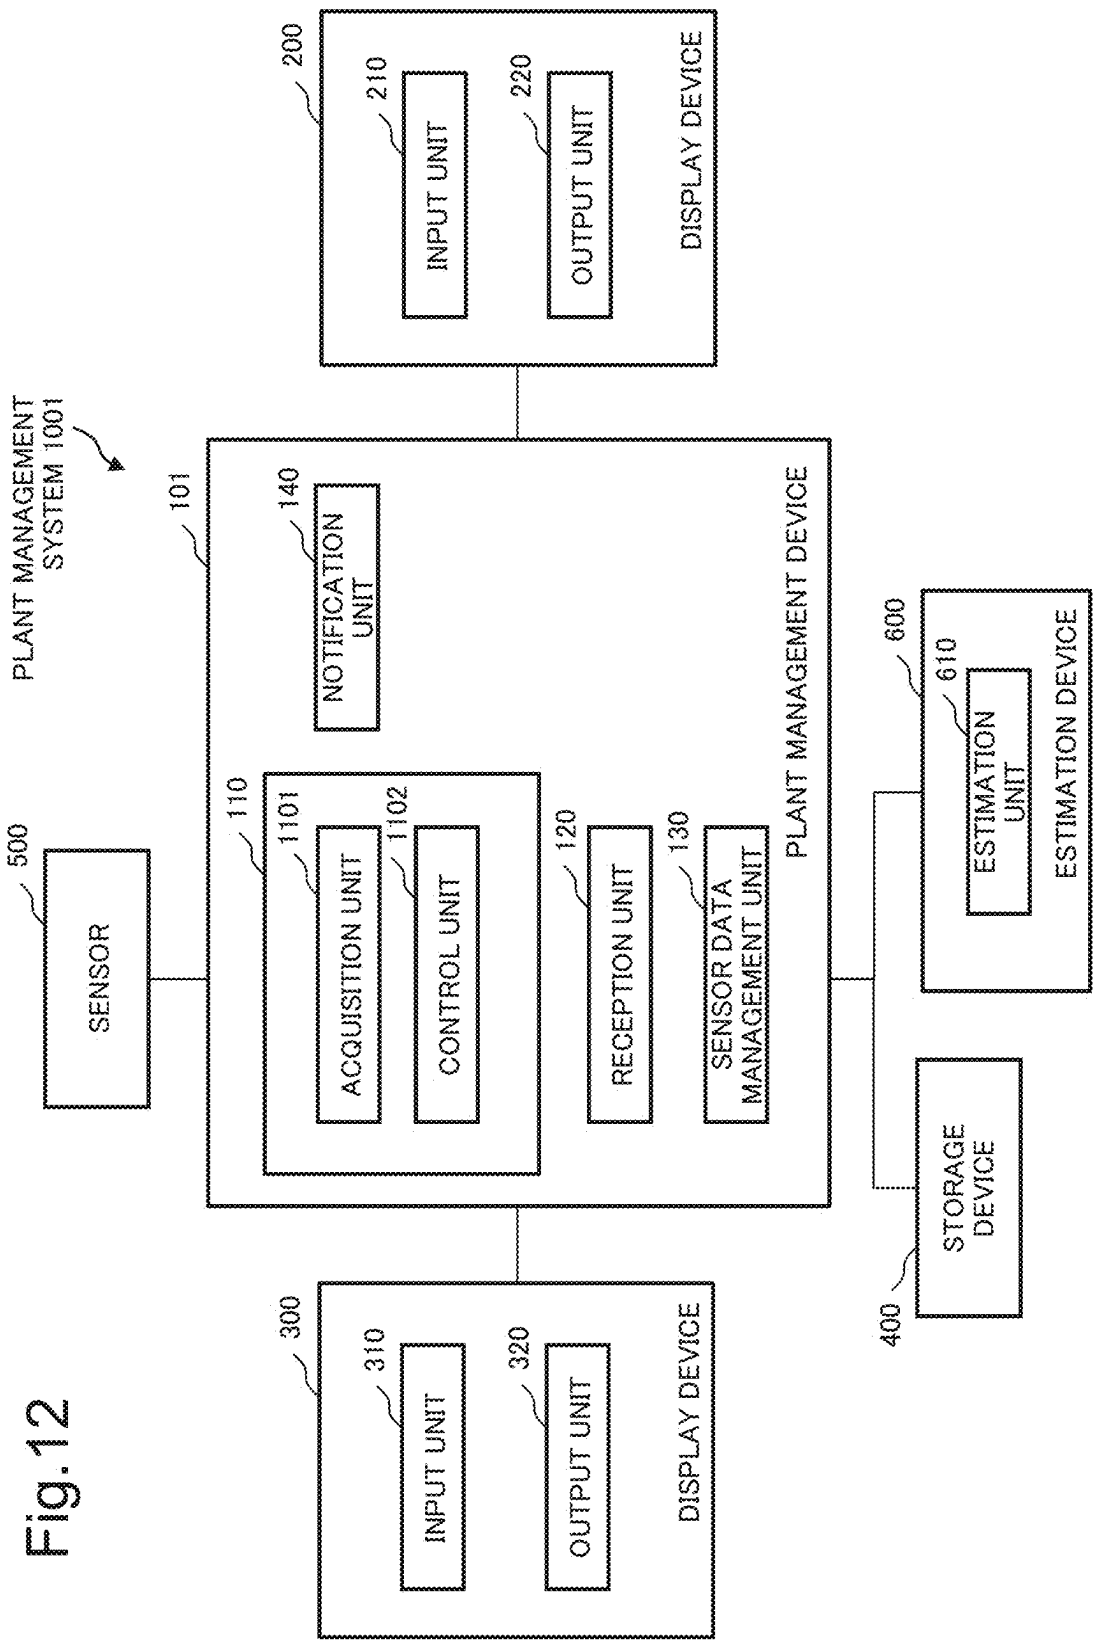 Fig.12
PLANT MANAGEMENT
SYSTEM 1001
500
SENSOR
300
310
INPUT UNIT
320
OUTPUT UNIT
DISPLAY DEVICE
101
110
1101
ACQUISITION UNIT
1102
CONTROL UNIT
120
RECEPTION UNIT
130
SENSOR DATA
MANAGEMENT UNIT
140
NOTIFICATION
UNIT
PLANT MANAGEMENT DEVICE
200
210
INPUT UNIT
220
OUTPUT UNIT
DISPLAY DEVICE
400
STORAGE
DEVICE
600
610
ESTIMATION
UNIT
ESTIMATION DEVICE